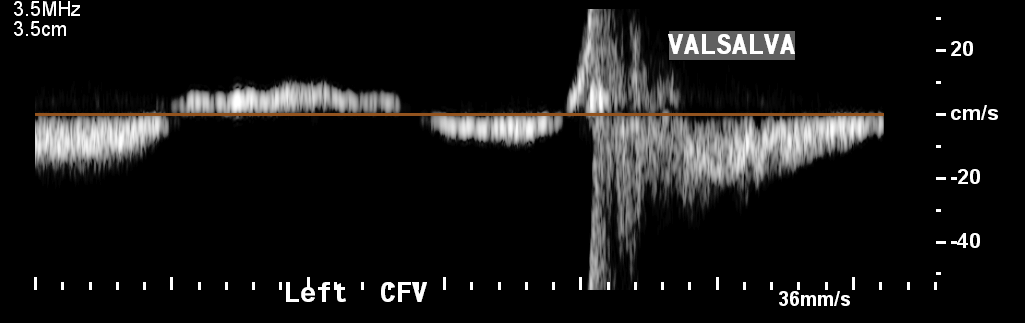 3.5MHz
3.5cm
VALSALVA
20
cm/s
-20
-40
Left CFV
36mm/s